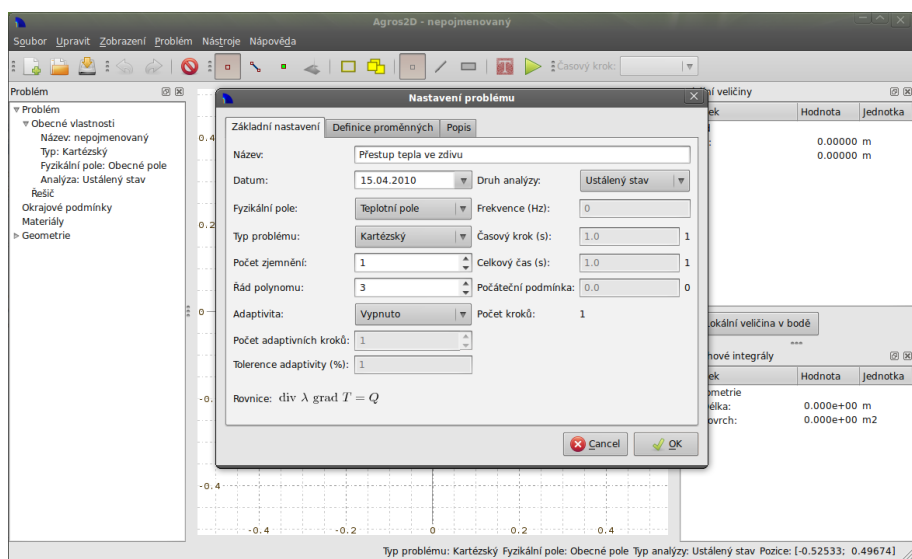 Agros2D - nepojmenovaný
Soubor Upravit Zobrazení Problém Nástroje Nápověda
Časový krok:
Problém
Problém
Obecné vlastnosti
Název: nepojmenovaný
Typ: Kartézský
Fyzikální pole: Obecné pole
Analýza: Ustálený stav
Řešič
Okrajové podmínky
Materiály
Geometrie
0.4
0.2
0
-0.4
-0.4 -0.2 0 0.2 0.4
Nastavení problému
Základní nastavení Definice proměnných Popis
Název: Přestup tepla ve zdivu
Datum: 15.04.2010 Druh analýzy: Ustálený stav
Fyzikální pole: Teplotní pole Frekvence (Hz): 0
Typ problému: Kartézský Časový krok (s): 1.0 1
Počet zjemnění: 1 Celkový čas (s): 1.0 1
Řád polynomu: 3 Počáteční podmínka: 0.0 0
Adaptivita: Vypnuto Počet kroků: 1
Počet adaptivních kroků: 1
Tolerence adaptivity (%): 1
Rovnice: div λ grad T = Q
Cancel OK
veličiny
Hodnota Jednotka
0.00000 m
0.00000 m
okální veličina v bodě
hové integrály
Hodnota Jednotka
ometrie
élka: 0.000e+00 m
ovrch: 0.000e+00 m2
Typ problému: Kartézský Fyzikální pole: Obecné pole Typ analýzy: Ustálený stav Pozice: [-0.52533; 0.49674]